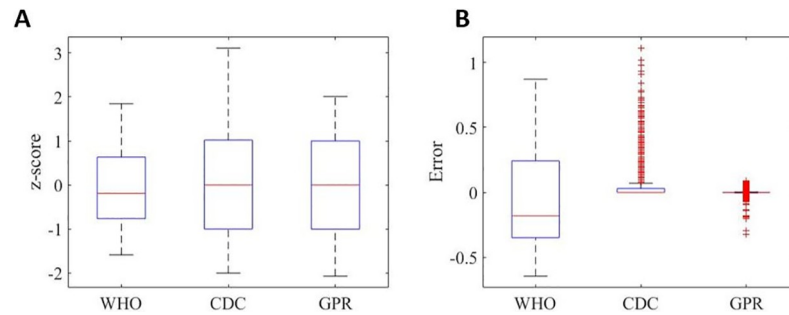 A
z-score
3
2
1
0
-1
-2
WHO
CDC
GPR
B
Error
1
0.5
0
-0.5
WHO
CDC
GPR